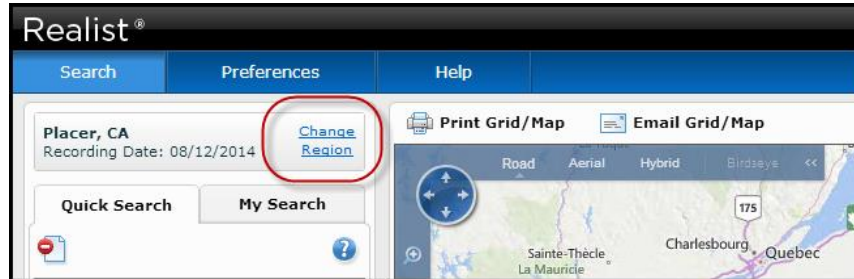 Realist®
Search Preferences Help
Placer, CA
Recording Date: 08/12/2014
Change
Region
Print Grid/Map Email Grid/Map
Road Aerial Hybrid Birdseye <<
Quick Search My Search
175
Sainte-Thècle
La Mauricie
Charlesbourg
Quebec